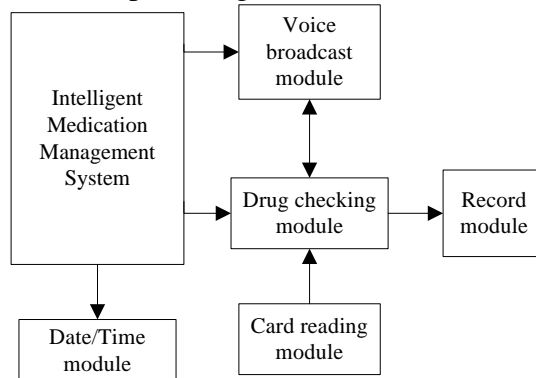 Voice
broadcast
module
Intelligent
Medication
Management
System
Drug checking
module
Record
module
Date/Time
module
Card reading
module